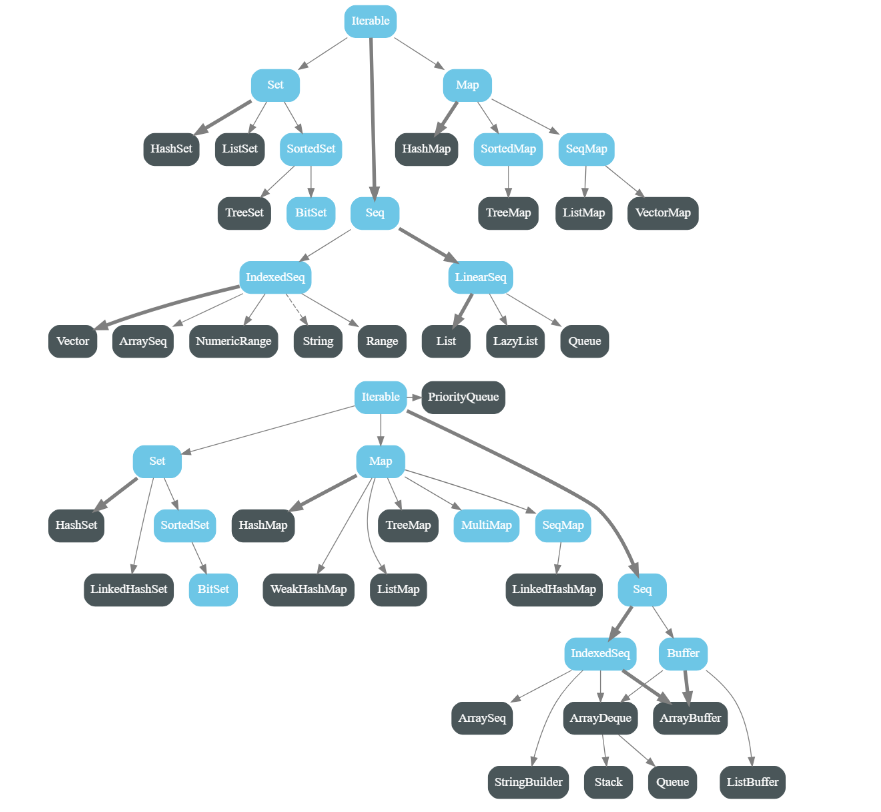 Iterable
Set
Map
HashSet
ListSet
SortedSet
HashMap
SortedMap
SeqMap
TreeSet
BitSet
Seq
TreeMap
ListMap
VectorMap
IndexedSeq
LinearSeq
Vector
ArraySeq
NumericRange
String
Range
List
LazyList
Queue
Iterable
PriorityQueue
Set
Map
HashSet
SortedSet
HashMap
TreeMap
MultiMap
SeqMap
LinkedHashSet
BitSet
WeakHashMap
ListMap
LinkedHashMap
Seq
IndexedSeq
Buffer
ArraySeq
ArrayDeque
ArrayBuffer
StringBuilder
Stack
Queue
ListBuffer